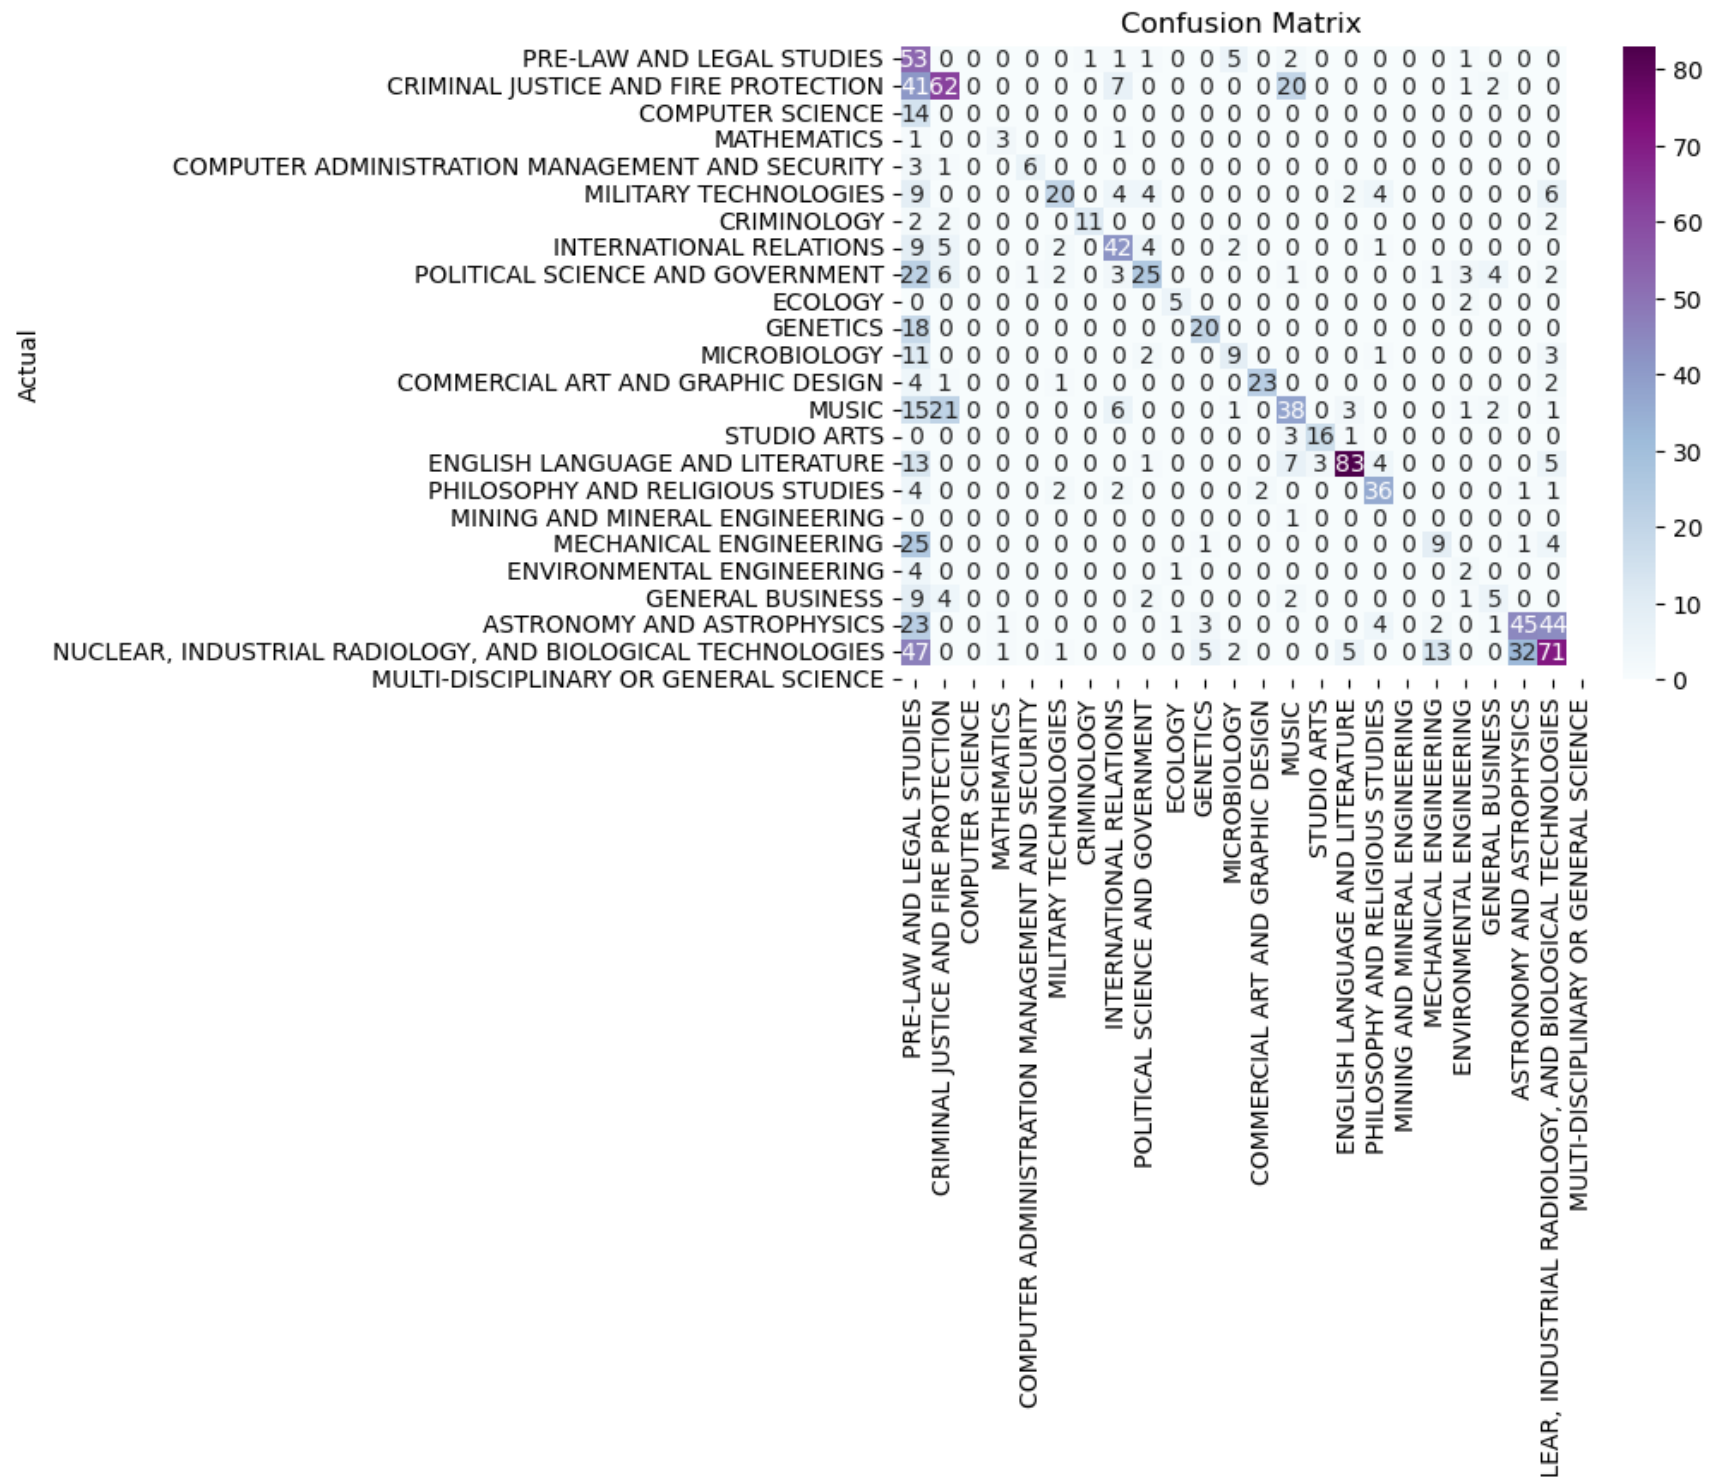 Confusion Matrix
Actual
PRE-LAW AND LEGAL STUDIES 53 0 0 0 0 0 1 1 1 0 0 5 0 2 0 0 0 0 0 1 0 0 0
CRIMINAL JUSTICE AND FIRE PROTECTION 41 62 0 0 0 0 0 7 0 0 0 0 0 20 0 0 0 0 0 1 2 0 0
COMPUTER SCIENCE 14 0 0 0 0 0 0 0 0 0 0 0 0 0 0 0 0 0 0 0 0 0 0
MATHEMATICS 1 0 0 3 0 0 0 1 0 0 0 0 0 0 0 0 0 0 0 0 0 0 0
COMPUTER ADMINISTRATION MANAGEMENT AND SECURITY 3 1 0 0 6 0 0 0 0 0 0 0 0 0 0 0 0 0 0 0 0 0 0
MILITARY TECHNOLOGIES 9 0 0 0 0 20 0 4 4 0 0 0 0 0 0 2 4 0 0 0 0 0 6
CRIMINOLOGY 2 2 0 0 0 0 11 0 0 0 0 0 0 0 0 0 0 0 0 0 0 0 2
INTERNATIONAL RELATIONS 9 5 0 0 0 2 0 42 4 0 0 2 0 0 0 0 1 0 0 0 0 0 0
POLITICAL SCIENCE AND GOVERNMENT 22 6 0 0 1 2 0 3 25 0 0 0 0 1 0 0 0 0 1 3 4 0 2
ECOLOGY 0 0 0 0 0 0 0 0 0 5 0 0 0 0 0 0 0 0 0 2 0 0 0
GENETICS 18 0 0 0 0 0 0 0 0 0 20 0 0 0 0 0 0 0 0 0 0 0 0
MICROBIOLOGY 11 0 0 0 0 0 0 0 2 0 0 9 0 0 0 0 1 0 0 0 0 0 3
COMMERCIAL ART AND GRAPHIC DESIGN 4 1 0 0 0 1 0 0 0 0 0 0 23 0 0 0 0 0 0 0 0 0 2
MUSIC 15 21 0 0 0 0 0 6 0 0 0 1 0 38 0 3 0 0 0 1 2 0 1
STUDIO ARTS 0 0 0 0 0 0 0 0 0 0 0 0 0 3 16 1 0 0 0 0 0 0 0
ENGLISH LANGUAGE AND LITERATURE 13 0 0 0 0 0 0 0 1 0 0 0 0 7 3 83 4 0 0 0 0 0 5
PHILOSOPHY AND RELIGIOUS STUDIES 4 0 0 0 0 2 0 2 0 0 0 0 2 0 0 0 36 0 0 0 0 1 1
MINING AND MINERAL ENGINEERING 0 0 0 0 0 0 0 0 0 0 0 0 0 1 0 0 0 0 0 0 0 0 0
MECHANICAL ENGINEERING 25 0 0 0 0 0 0 0 0 0 1 0 0 0 0 0 0 0 9 0 0 1 4
ENVIRONMENTAL ENGINEERING 4 0 0 0 0 0 0 0 0 1 0 0 0 0 0 0 0 0 0 2 0 0 0
GENERAL BUSINESS 9 4 0 0 0 0 0 0 2 0 0 0 0 2 0 0 0 0 0 1 5 0 0
ASTRONOMY AND ASTROPHYSICS 23 0 0 1 0 0 0 0 0 1 3 0 0 0 0 0 4 0 2 0 1 45 44
NUCLEAR, INDUSTRIAL RADIOLOGY, AND BIOLOGICAL TECHNOLOGIES 47 0 0 1 0 1 0 0 0 0 5 2 0 0 0 5 0 0 13 0 0 32 71
MULTI-DISCIPLINARY OR GENERAL SCIENCE
PRE-LAW AND LEGAL STUDIES
CRIMINAL JUSTICE AND FIRE PROTECTION
COMPUTER SCIENCE
MATHEMATICS
COMPUTER ADMINISTRATION MANAGEMENT AND SECURITY
MILITARY TECHNOLOGIES
CRIMINOLOGY
INTERNATIONAL RELATIONS
POLITICAL SCIENCE AND GOVERNMENT
ECOLOGY
GENETICS
MICROBIOLOGY
COMMERCIAL ART AND GRAPHIC DESIGN
MUSIC
STUDIO ARTS
ENGLISH LANGUAGE AND LITERATURE
PHILOSOPHY AND RELIGIOUS STUDIES
MINING AND MINERAL ENGINEERING
MECHANICAL ENGINEERING
ENVIRONMENTAL ENGINEERING
GENERAL BUSINESS
ASTRONOMY AND ASTROPHYSICS
LEAR, INDUSTRIAL RADIOLOGY, AND BIOLOGICAL TECHNOLOGIES
MULTI-DISCIPLINARY OR GENERAL SCIENCE
80
70
60
50
40
30
20
10
0